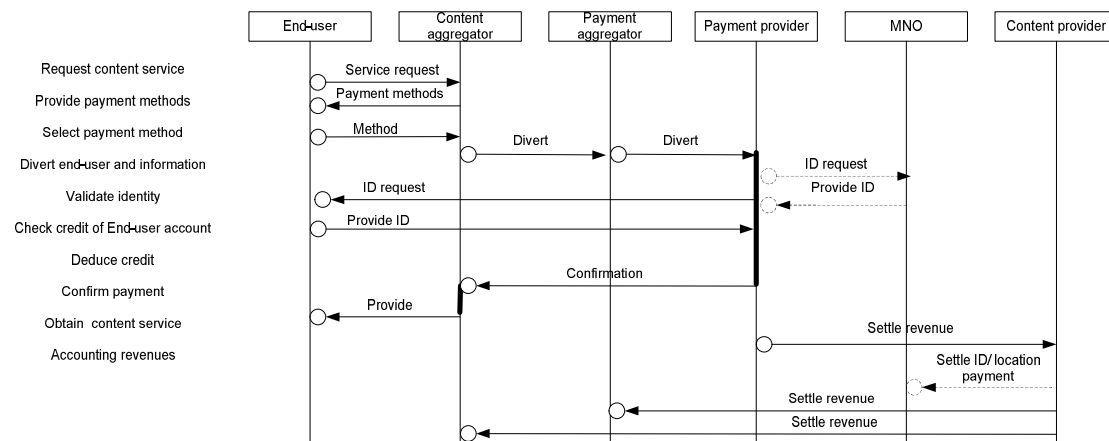 End-user
Content
aggregator
Payment
aggregator
Payment provider
MNO
Content provider
Request content service
Service request
Provide payment methods
Payment methods
Select payment method
Method
Divert
Divert
Divert end-user and information
ID request
Validate identity
ID request
Provide ID
Check credit of End-user account
Provide ID
Deduce credit
Confirmation
Confirm payment
Provide
Obtain content service
Settle revenue
Accounting revenues
Settle ID/location
payment
Settle revenue
Settle revenue